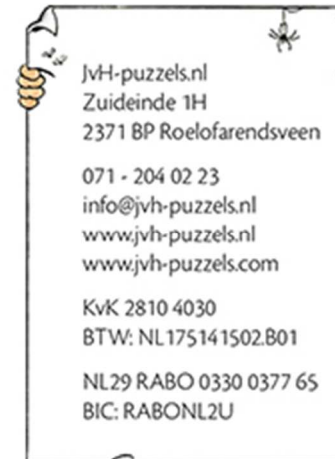 JvH-puzzels.nl
Zuideinde 1H
2371 BP Roelofarendsveen
071 - 204 02 23
info@jvh-puzzels.nl
www.jvh-puzzels.nl
www.jvh-puzzels.com
KvK 2810 4030
BTW: NL175141502.B01
NL29 RABO 0330 0377 65
BIC: RABONL2U